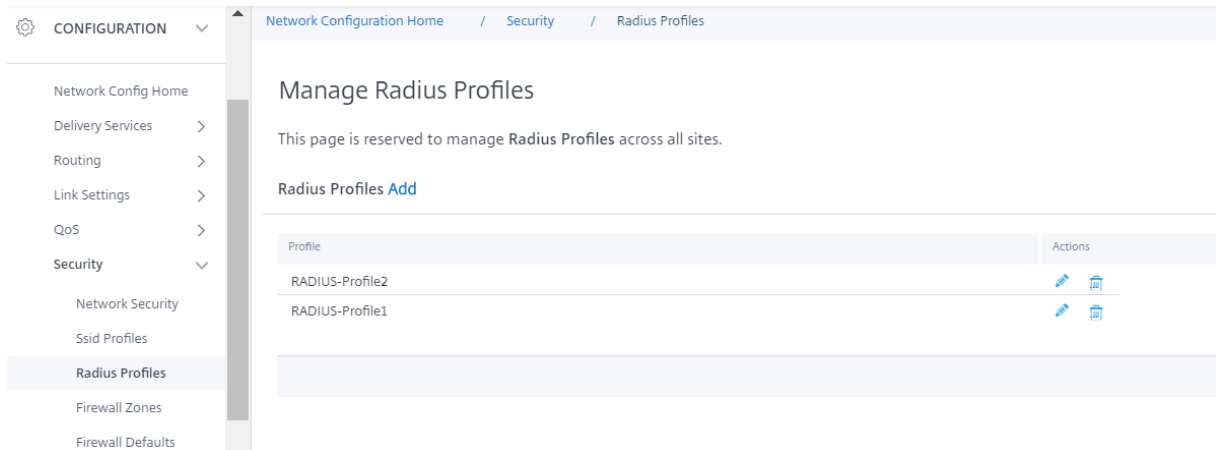 CONFIGURATION
Network Config Home
Delivery Services
Routing
Link Settings
QoS
Security
Network Security
Ssid Profiles
Radius Profiles
Firewall Zones
Firewall Defaults
Network Configuration Home / Security / Radius Profiles
Manage Radius Profiles
This page is reserved to manage Radius Profiles across all sites.
Radius Profiles Add
Profile Actions
RADIUS-Profile2
RADIUS-Profile1